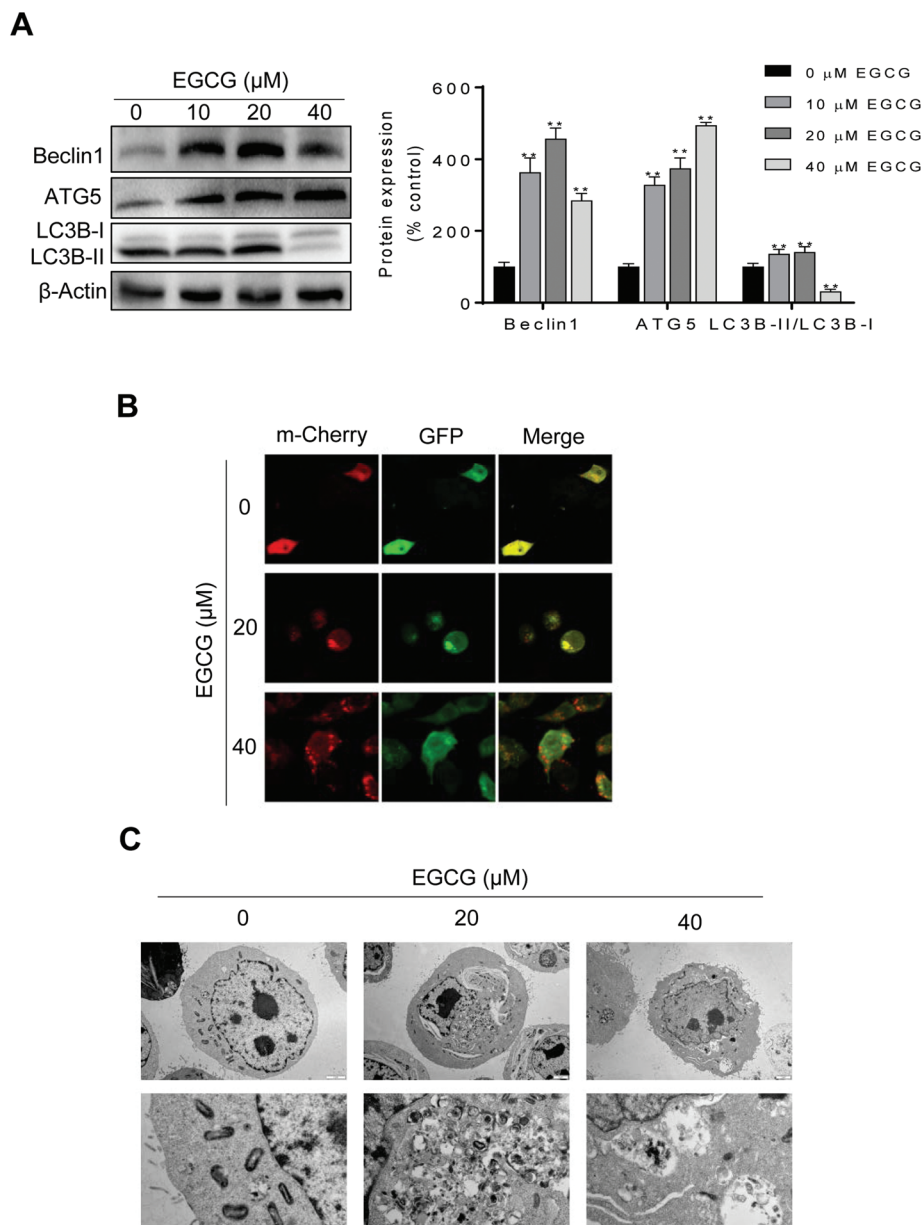 A
EGCG (μM)
0 10 20 40
Beclin1
ATG5
LC3B-I
LC3B-II
β-Actin
Protein expression
(% control)
600
400
200
0
** ** **
** ** **
** ** **
Beclin1 ATG5 LC3B-II/LC3B-I
0 μM EGCG
10 μM EGCG
20 μM EGCG
40 μM EGCG
B
m-Cherry GFP Merge
EGCG (μM)
0
20
40
C
EGCG (μM)
0 20 40